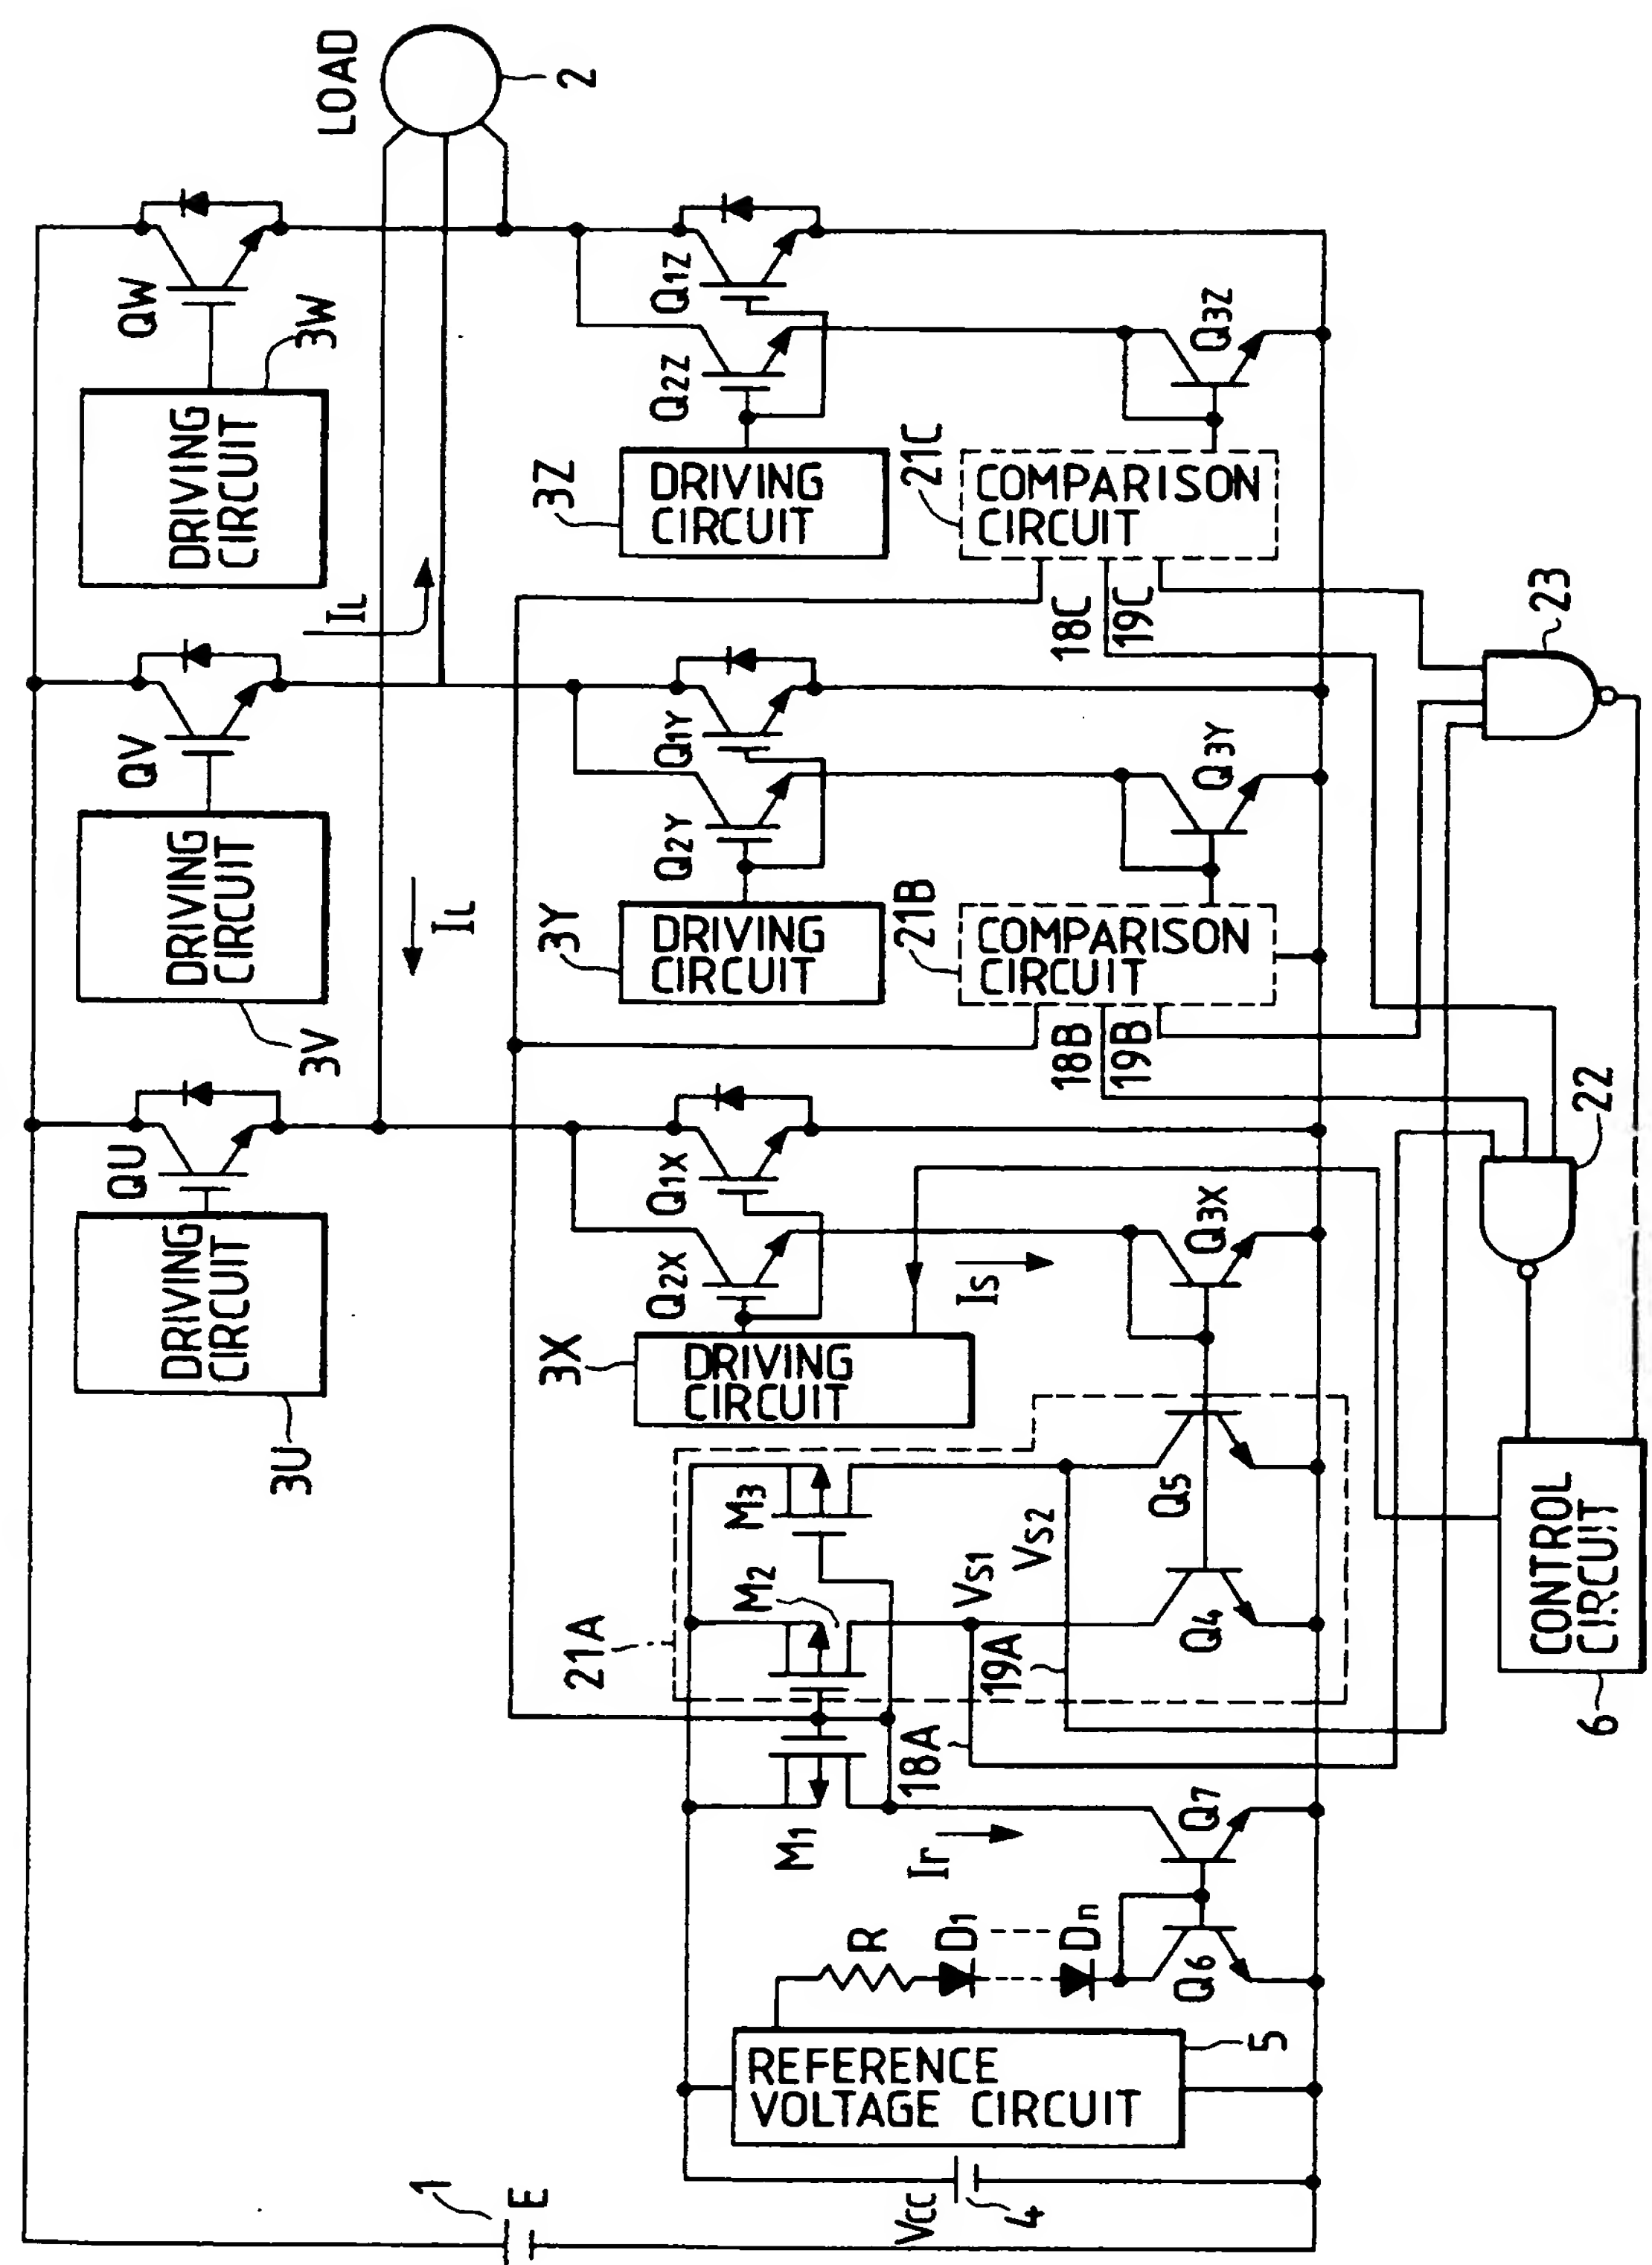 LOAD
2
QW
3W
DRIVING
CIRCUIT
IL
QV
DRIVING
CIRCUIT
3V
IL
QU
DRIVING
CIRCUIT
3U
Q1Z
Q2Z
Q3Z
3Z
DRIVING
CIRCUIT
21C
COMPARISON
CIRCUIT
18C
19C
23
Q1Y
Q2Y
Q3Y
3Y
DRIVING
CIRCUIT
21B
COMPARISON
CIRCUIT
18B
19B
22
Q1X
Q2X
Q3X
IS
3X
DRIVING
CIRCUIT
M3
M2
21A
Q5
VS2
VS1
Q4
19A
18A
CONTROL
CIRCUIT
6
M1
Ir
Q7
R
D1
Dn
Q6
REFERENCE
VOLTAGE CIRCUIT
5
1
E
VCC
4